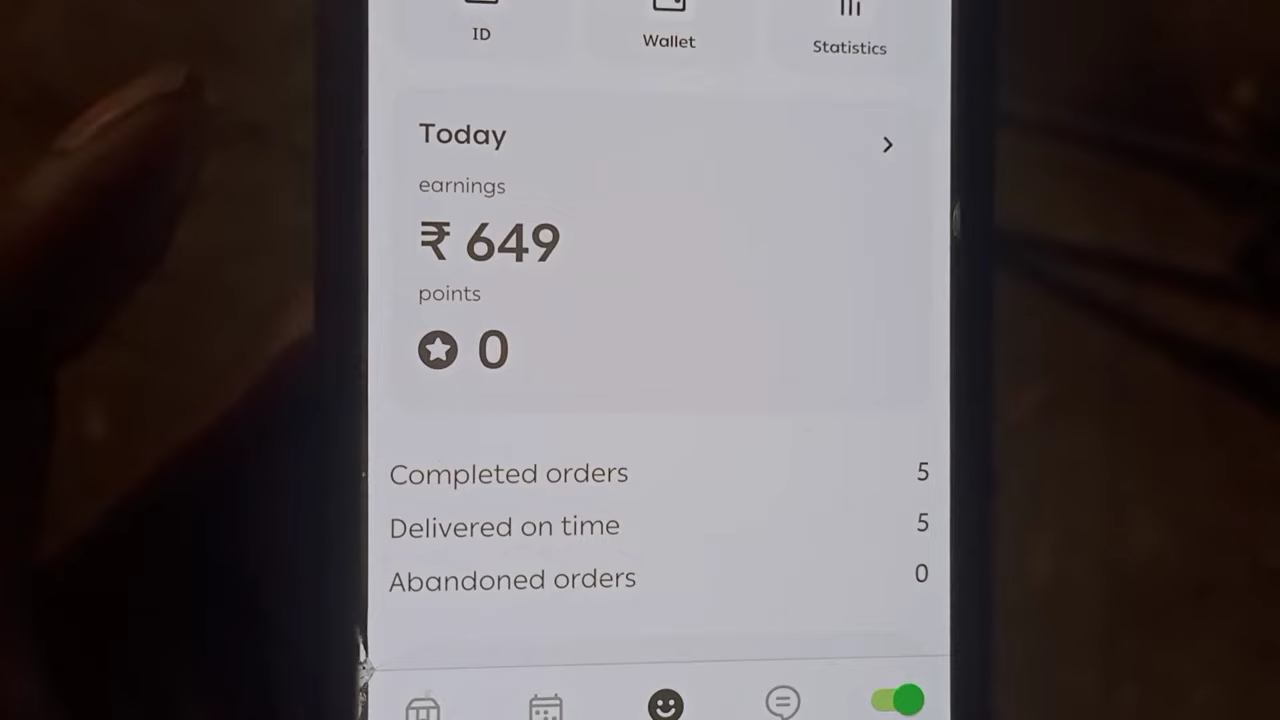 ID
Wallet
Statistics
Today
earnings
₹ 649
points
0
Completed orders 5
Delivered on time 5
Abandoned orders 0